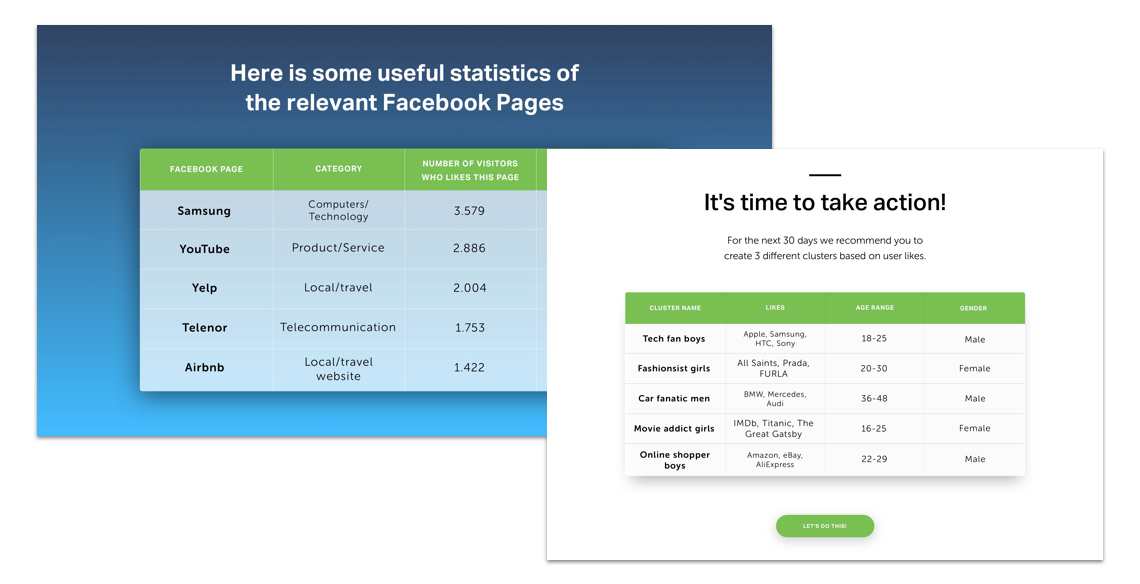 Here is some useful statistics of
the relevant Facebook Pages
FACEBOOK PAGE
CATEGORY
NUMBER OF VISITORS
WHO LIKES THIS PAGE
Samsung
Computers/
Technology
3.579
YouTube
Product/Service
2.886
Yelp
Local/travel
2.004
Telenor
Telecommunication
1.753
Airbnb
Local/travel
website
1.422
It's time to take action!
For the next 30 days we recommend you to
create 3 different clusters based on user likes.
CLUSTER NAME
LIKES
AGE RANGE
GENDER
Tech fan boys
Apple, Samsung,
HTC, Sony
18-25
Male
Fashionsist girls
All Saints, Prada,
FURLA
20-30
Female
Car fanatic men
BMW, Mercedes,
Audi
36-48
Male
Movie addict girls
IMDb, Titanic, The
Great Gatsby
16-25
Female
Online shopper
boys
Amazon, eBay,
AliExpress
22-29
Male
LET'S DO THIS!